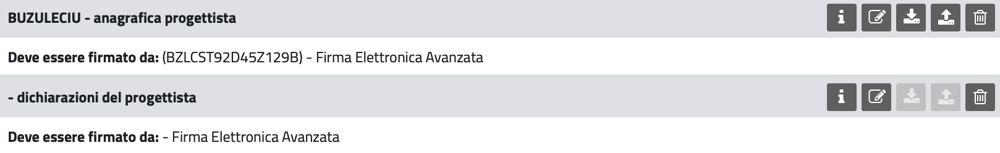 BUZULECIU - anagrafica progettista
Deve essere firmato da: (BZLCST92D45Z129B) - Firma Elettronica Avanzata
- dichiarazioni del progettista
Deve essere firmato da: - Firma Elettronica Avanzata